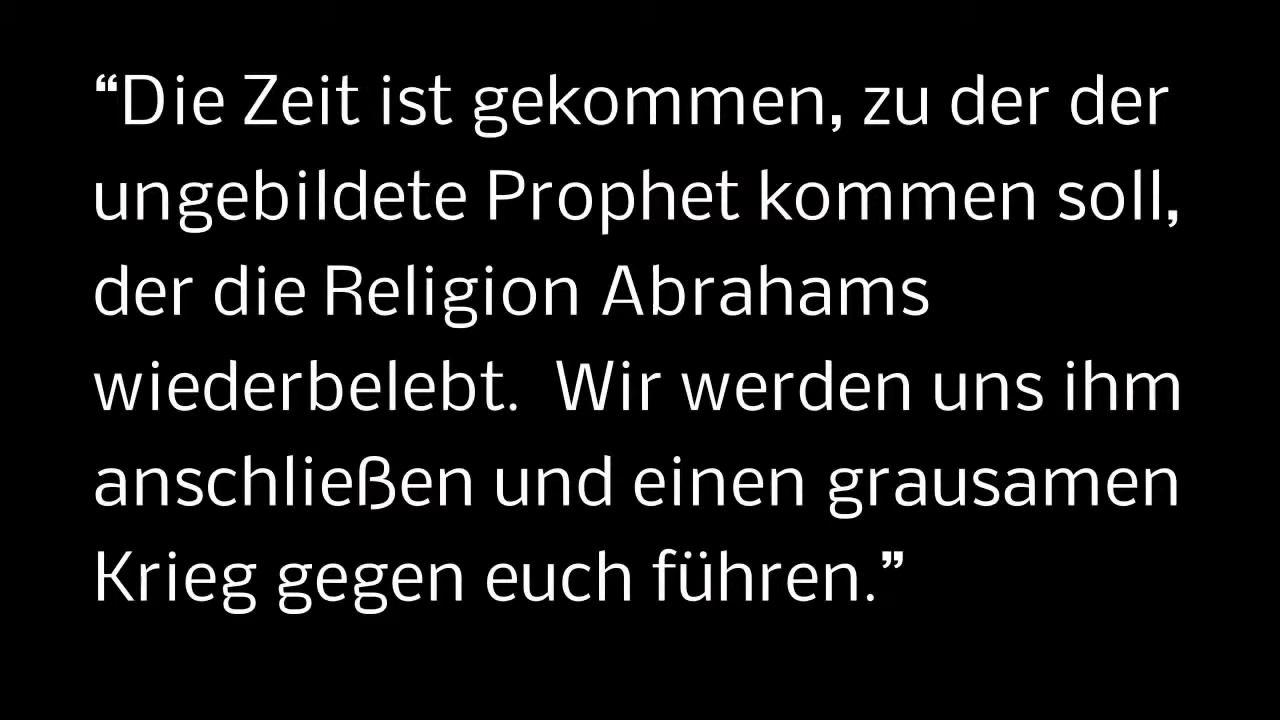 “Die Zeit ist gekommen, zu der der
ungebildete Prophet kommen soll,
der die Religion Abrahams
wiederbelebt.  Wir werden uns ihm
anschließen und einen grausamen
Krieg gegen euch führen.”